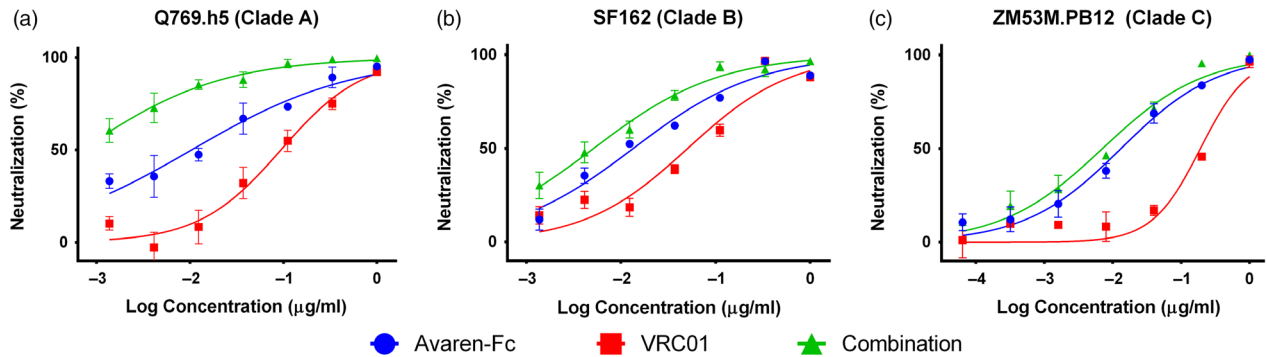 (a) Q769.h5 (Clade A)
Neutralization (%)
100
50
0
–3 –2 –1 0
Log Concentration (μg/ml)
(b) SF162 (Clade B)
Neutralization (%)
100
50
0
–3 –2 –1 0
Log Concentration (μg/ml)
(c) ZM53M.PB12 (Clade C)
Neutralization (%)
100
50
0
–4 –3 –2 –1 0
Log Concentration (μg/ml)
Avaren-Fc VRC01 Combination